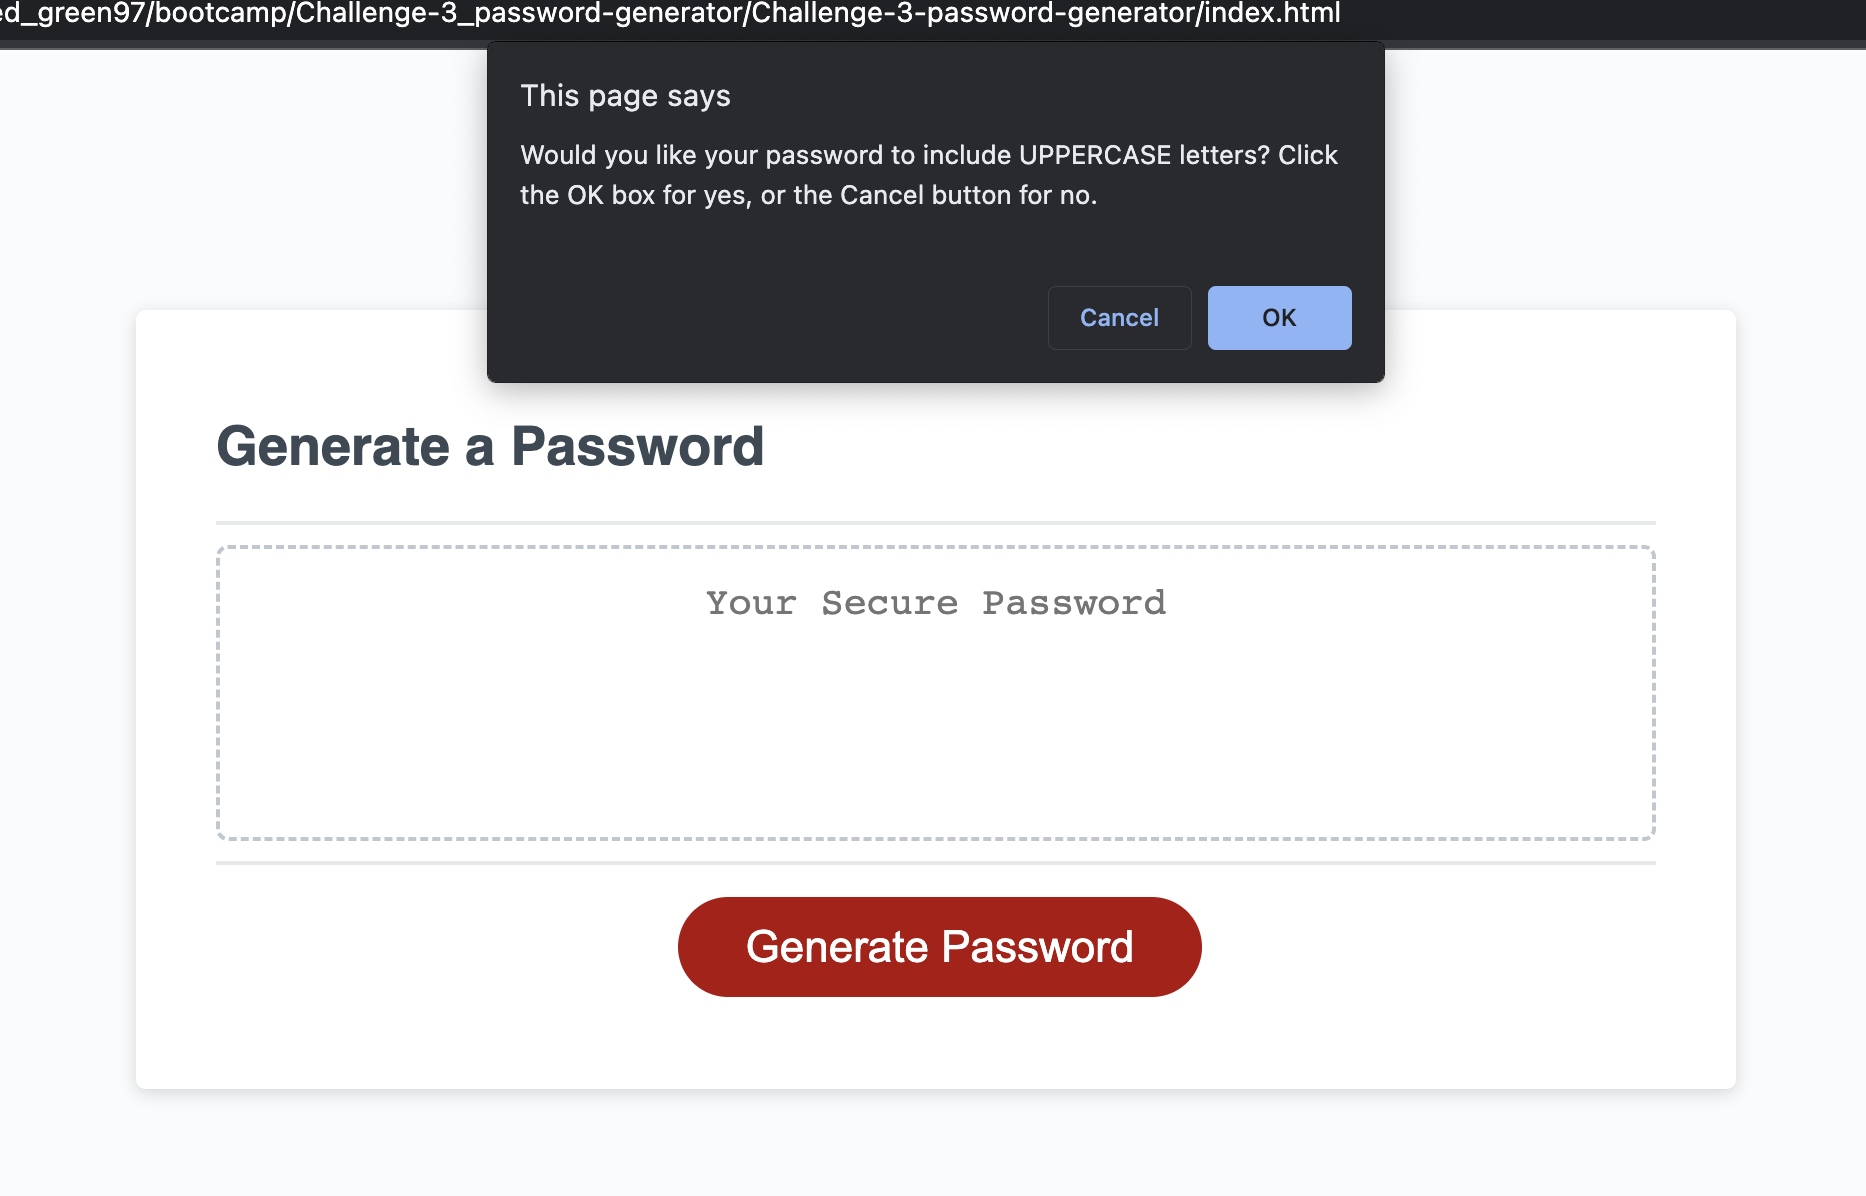 ed_green97/bootcamp/Challenge-3_password-generator/Challenge-3-password-generator/index.html
This page says
Would you like your password to include UPPERCASE letters? Click
the OK box for yes, or the Cancel button for no.
Cancel
OK
Generate a Password
Your Secure Password
Generate Password